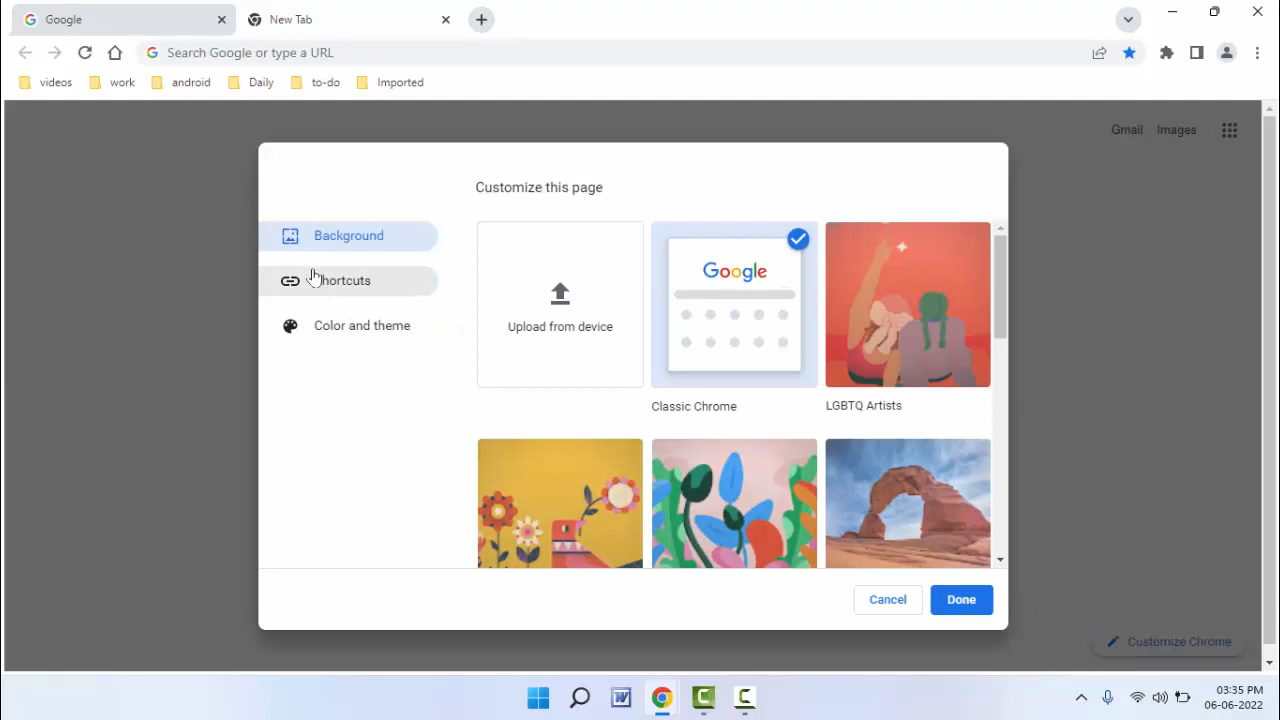 Google
New Tab
Search Google or type a URL
videos
work
android
Daily
to-do
Imported
Gmail
Images
Customize this page
Background
Shortcuts
Color and theme
Upload from device
Google
Classic Chrome
LGBTQ Artists
Cancel
Done
Customize Chrome
03:35 PM
06-06-2022